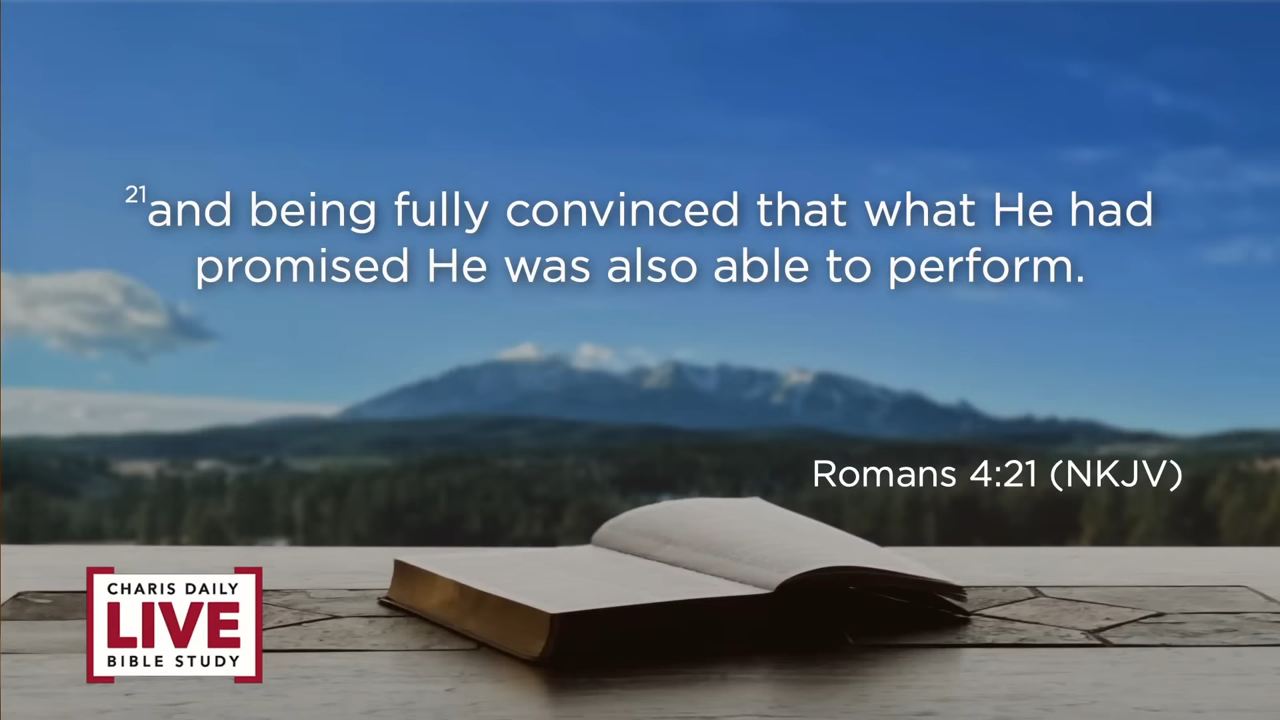 21and being fully convinced that what He had
promised He was also able to perform.
Romans 4:21 (NKJV)
CHARIS DAILY
LIVE
BIBLE STUDY